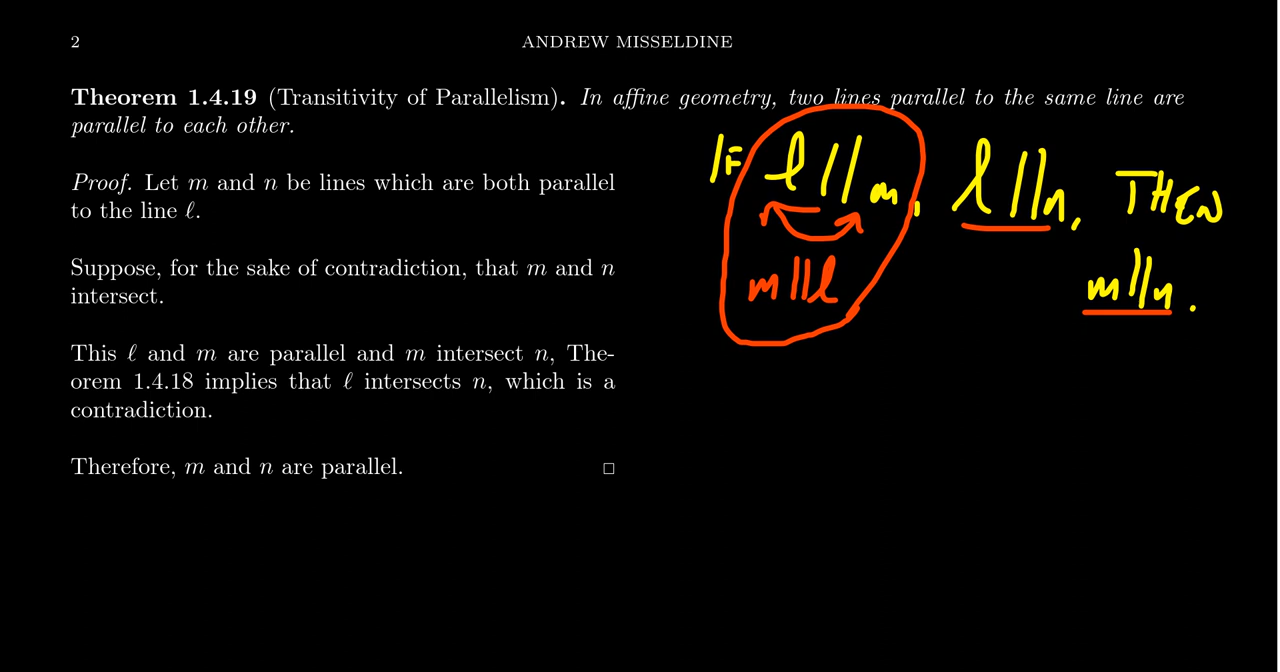 2
ANDREW MISSELDINE
Theorem 1.4.19 (Transitivity of Parallelism). In affine geometry, two lines parallel to the same line are
parallel to each other.
Proof. Let m and n be lines which are both parallel
to the line ℓ.
Suppose, for the sake of contradiction, that m and n
intersect.
This ℓ and m are parallel and m intersect n, The-
orem 1.4.18 implies that ℓ intersects n, which is a
contradiction.
Therefore, m and n are parallel. □
IF ℓ // m, ℓ // n, THEN
m // n.
m // ℓ